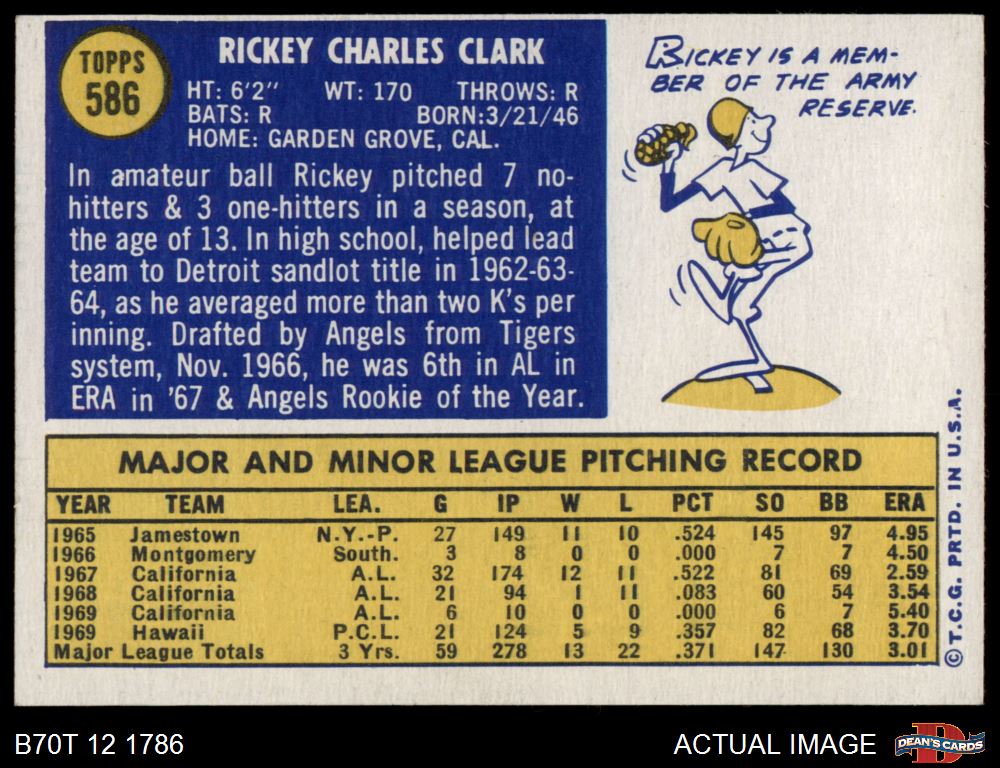 TOPPS
586
RICKEY CHARLES CLARK
HT: 6'2" WT: 170 THROWS: R
BATS: R BORN: 3/21/46
HOME: GARDEN GROVE, CAL.
In amateur ball Rickey pitched 7 no-
hitters & 3 one-hitters in a season, at
the age of 13. In high school, helped lead
team to Detroit sandlot title in 1962-63-
64, as he averaged more than two K's per
inning. Drafted by Angels from Tigers
system, Nov. 1966, he was 6th in AL in
ERA in '67 & Angels Rookie of the Year.
RICKEY IS A MEM-
BER OF THE ARMY
RESERVE.
MAJOR AND MINOR LEAGUE PITCHING RECORD
YEAR TEAM LEA. G IP W L PCT SO BB ERA
1965 Jamestown N.Y.-P. 27 149 11 10 .524 145 97 4.95
1966 Montgomery South. 3 8 0 0 .000 7 7 4.50
1967 California A.L. 32 174 12 11 .522 81 69 2.59
1968 California A.L. 21 94 1 11 .083 60 54 3.54
1969 California A.L. 6 10 0 0 .000 6 7 5.40
1969 Hawaii P.C.L. 21 124 5 9 .357 82 68 3.70
Major League Totals 3 Yrs. 59 278 13 22 .371 147 130 3.01
© T.C.G. PRTD. IN U.S.A.
B70T 12 1786
ACTUAL IMAGE
D
DEAN'S CARDS